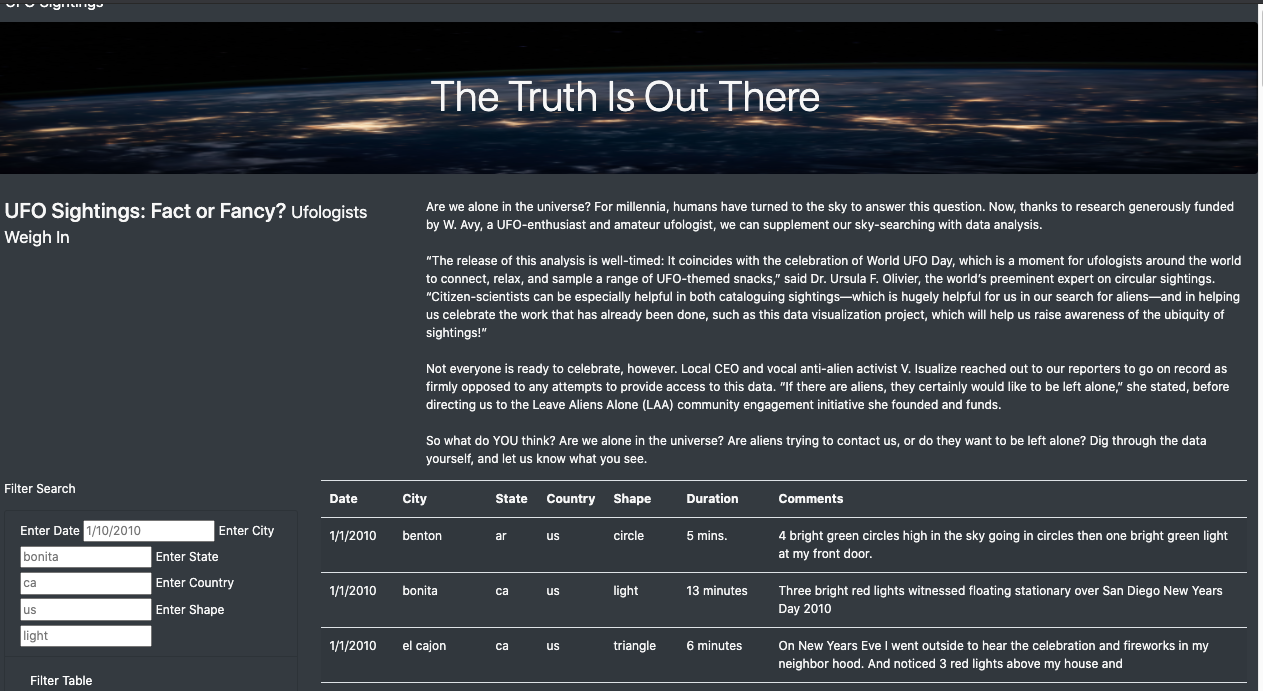 UFO Sightings
The Truth Is Out There
UFO Sightings: Fact or Fancy? Ufologists
Weigh In
Are we alone in the universe? For millennia, humans have turned to the sky to answer this question. Now, thanks to research generously funded
by W. Avy, a UFO-enthusiast and amateur ufologist, we can supplement our sky-searching with data analysis.
“The release of this analysis is well-timed: It coincides with the celebration of World UFO Day, which is a moment for ufologists around the world
to connect, relax, and sample a range of UFO-themed snacks,” said Dr. Ursula F. Olivier, the world’s preeminent expert on circular sightings.
“Citizen-scientists can be especially helpful in both cataloguing sightings—which is hugely helpful for us in our search for aliens—and in helping
us celebrate the work that has already been done, such as this data visualization project, which will help us raise awareness of the ubiquity of
sightings!”
Not everyone is ready to celebrate, however. Local CEO and vocal anti-alien activist V. Isualize reached out to our reporters to go on record as
firmly opposed to any attempts to provide access to this data. “If there are aliens, they certainly would like to be left alone,” she stated, before
directing us to the Leave Aliens Alone (LAA) community engagement initiative she founded and funds.
So what do YOU think? Are we alone in the universe? Are aliens trying to contact us, or do they want to be left alone? Dig through the data
yourself, and let us know what you see.
Filter Search
Enter Date 1/10/2010 Enter City
bonita Enter State
ca Enter Country
us Enter Shape
light
Filter Table
Date City State Country Shape Duration Comments
1/1/2010 benton ar us circle 5 mins. 4 bright green circles high in the sky going in circles then one bright green light
at my front door.
1/1/2010 bonita ca us light 13 minutes Three bright red lights witnessed floating stationary over San Diego New Years
Day 2010
1/1/2010 el cajon ca us triangle 6 minutes On New Years Eve I went outside to hear the celebration and fireworks in my
neighbor hood. And noticed 3 red lights above my house and